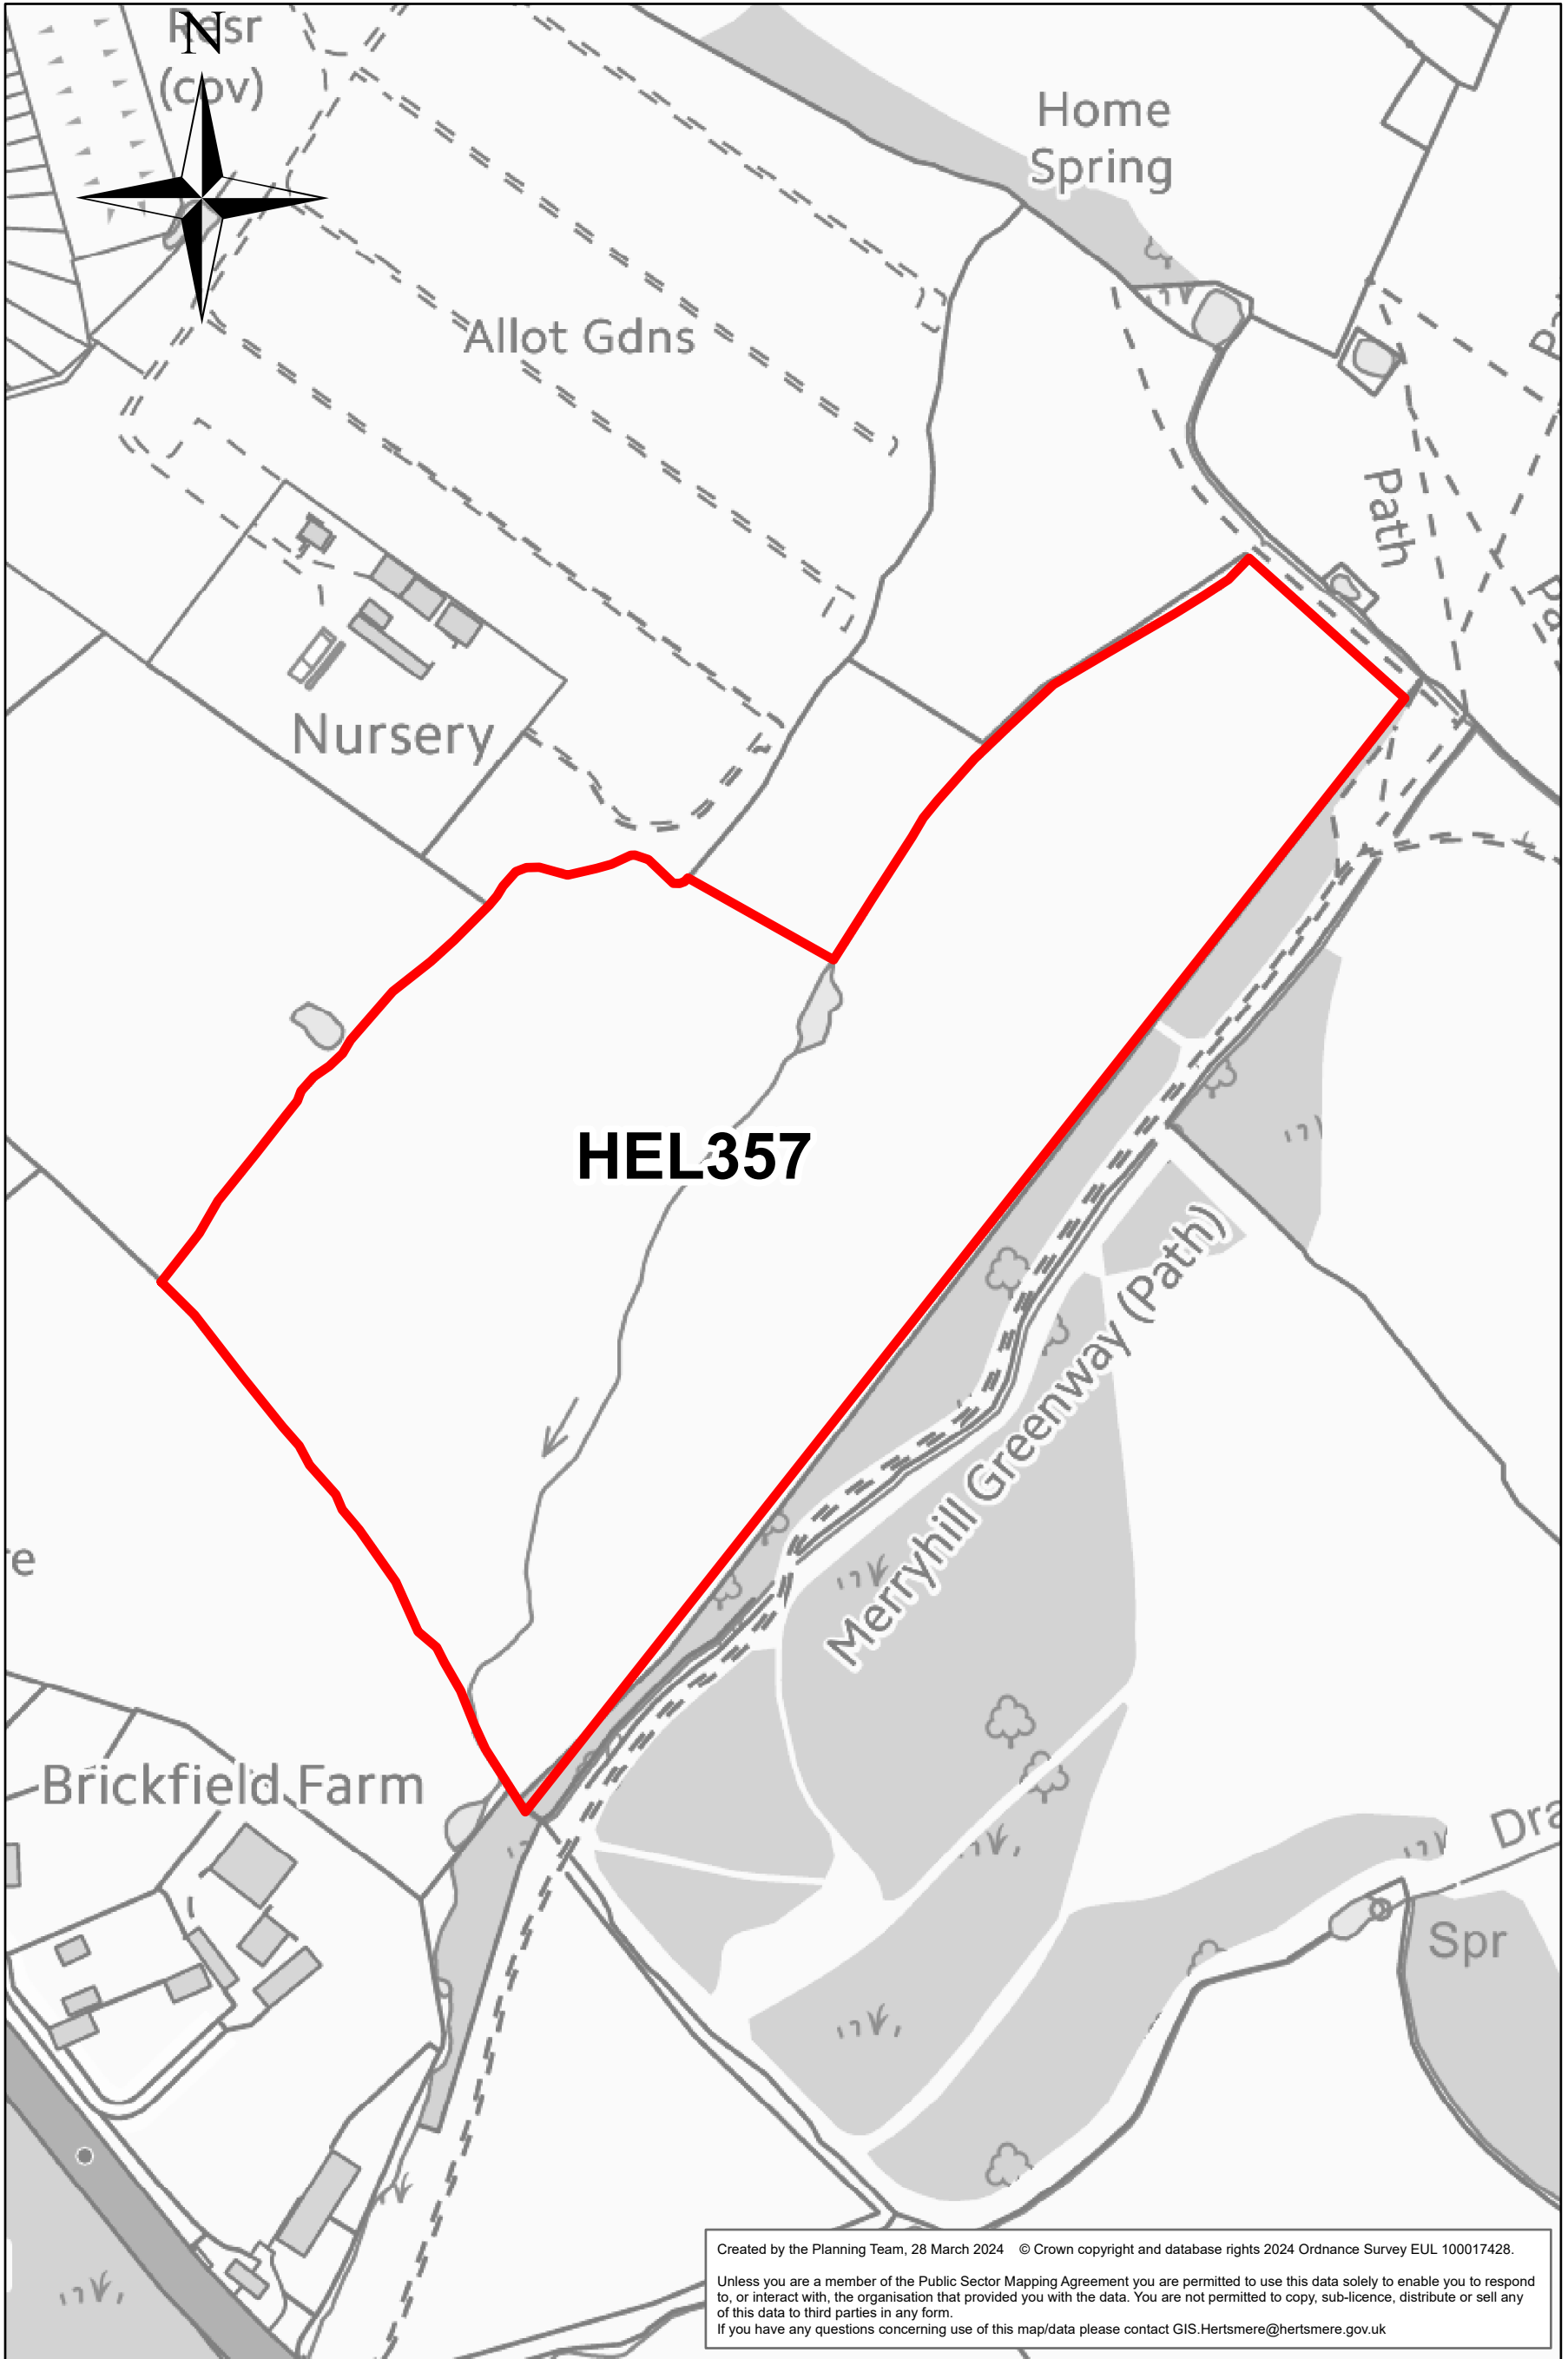 N
Resr
(cov)
Home
Spring
Allot Gdns
Path
Nursery
HEL357
Merryhill Greenway (Path)
Brickfield Farm
Spr
Created by the Planning Team, 28 March 2024 © Crown copyright and database rights 2024 Ordnance Survey EUL 100017428.
Unless you are a member of the Public Sector Mapping Agreement you are permitted to use this data solely to enable you to respond
to, or interact with, the organisation that provided you with the data. You are not permitted to copy, sub-licence, distribute or sell any
of this data to third parties in any form.
If you have any questions concerning use of this map/data please contact GIS.Hertsmere@hertsmere.gov.uk